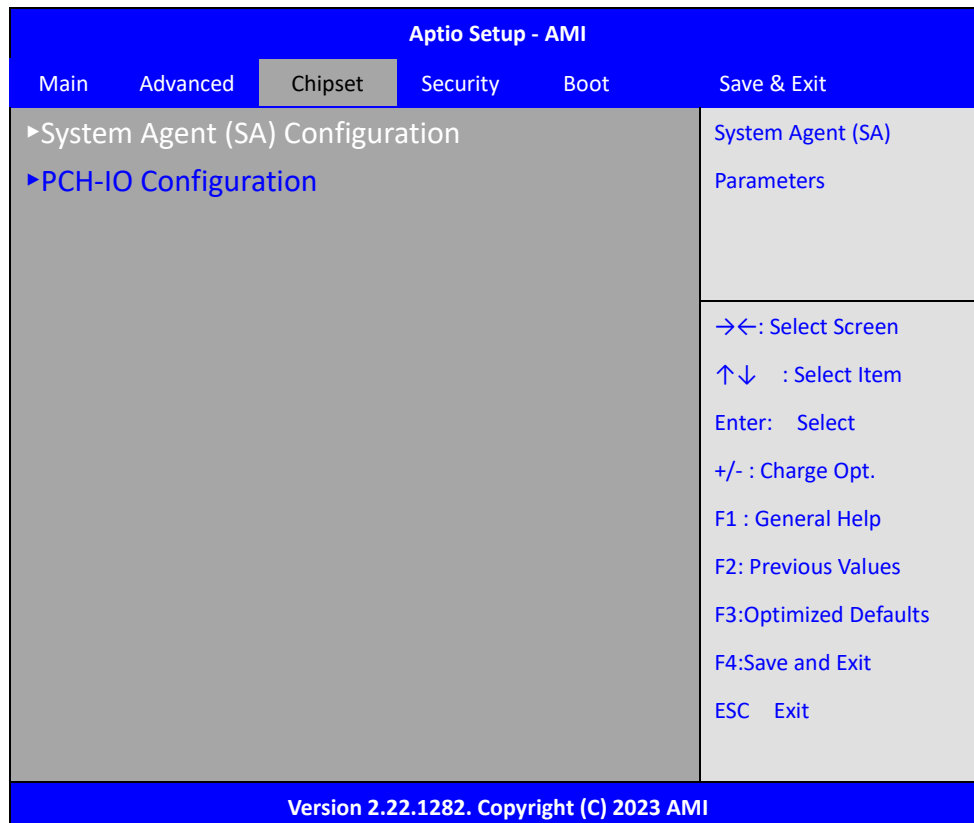 Aptio Setup - AMI
Main Advanced Chipset Security Boot Save & Exit
▸System Agent (SA) Configuration
▸PCH-IO Configuration
System Agent (SA)
Parameters
→←: Select Screen
↑↓ : Select Item
Enter: Select
+/- : Charge Opt.
F1 : General Help
F2: Previous Values
F3:Optimized Defaults
F4:Save and Exit
ESC Exit
Version 2.22.1282. Copyright (C) 2023 AMI